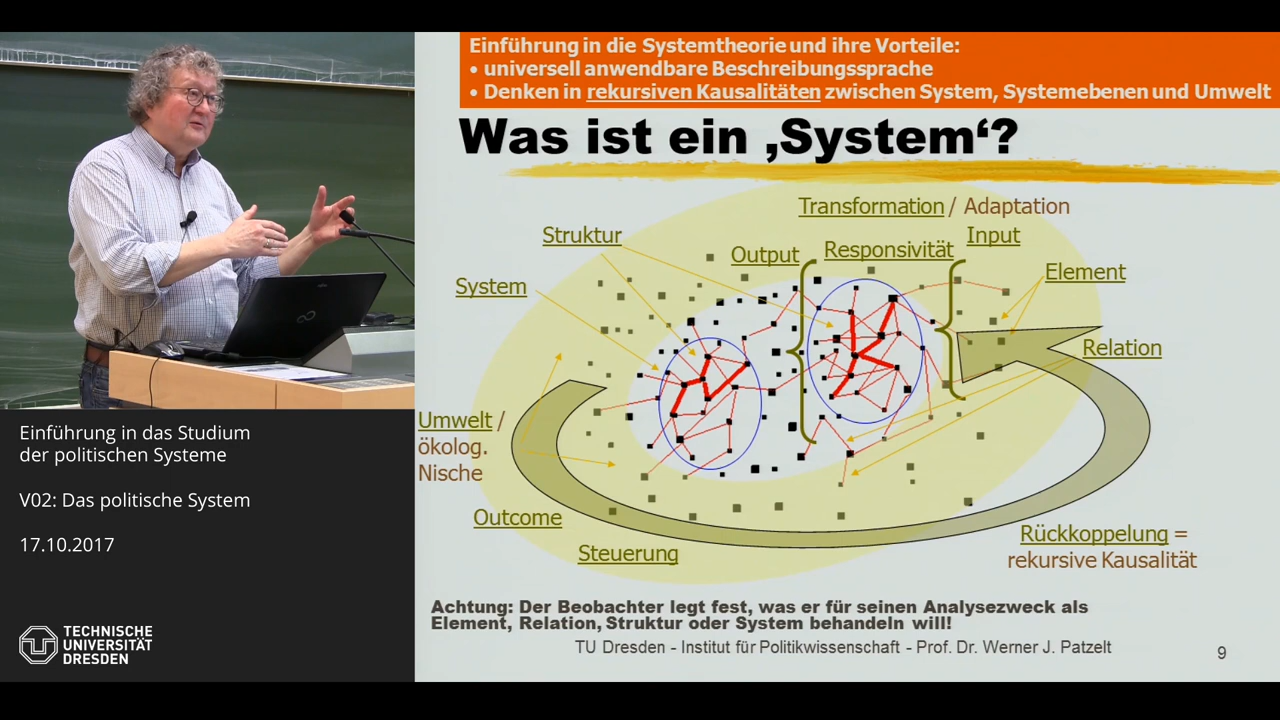 Einführung in die Systemtheorie und ihre Vorteile:
• universell anwendbare Beschreibungssprache
• Denken in rekursiven Kausalitäten zwischen System, Systemebenen und Umwelt
Was ist ein ‚System‘?
Transformation / Adaptation
Struktur
Output
Responsivität
Input
System
Element
Relation
Umwelt /
ökolog.
Nische
Outcome
Steuerung
Rückkoppelung =
rekursive Kausalität
Achtung: Der Beobachter legt fest, was er für seinen Analysezweck als
Element, Relation, Struktur oder System behandeln will!
TU Dresden - Institut für Politikwissenschaft - Prof. Dr. Werner J. Patzelt
9
Einführung in das Studium
der politischen Systeme
V02: Das politische System
17.10.2017
TECHNISCHE
UNIVERSITÄT
DRESDEN